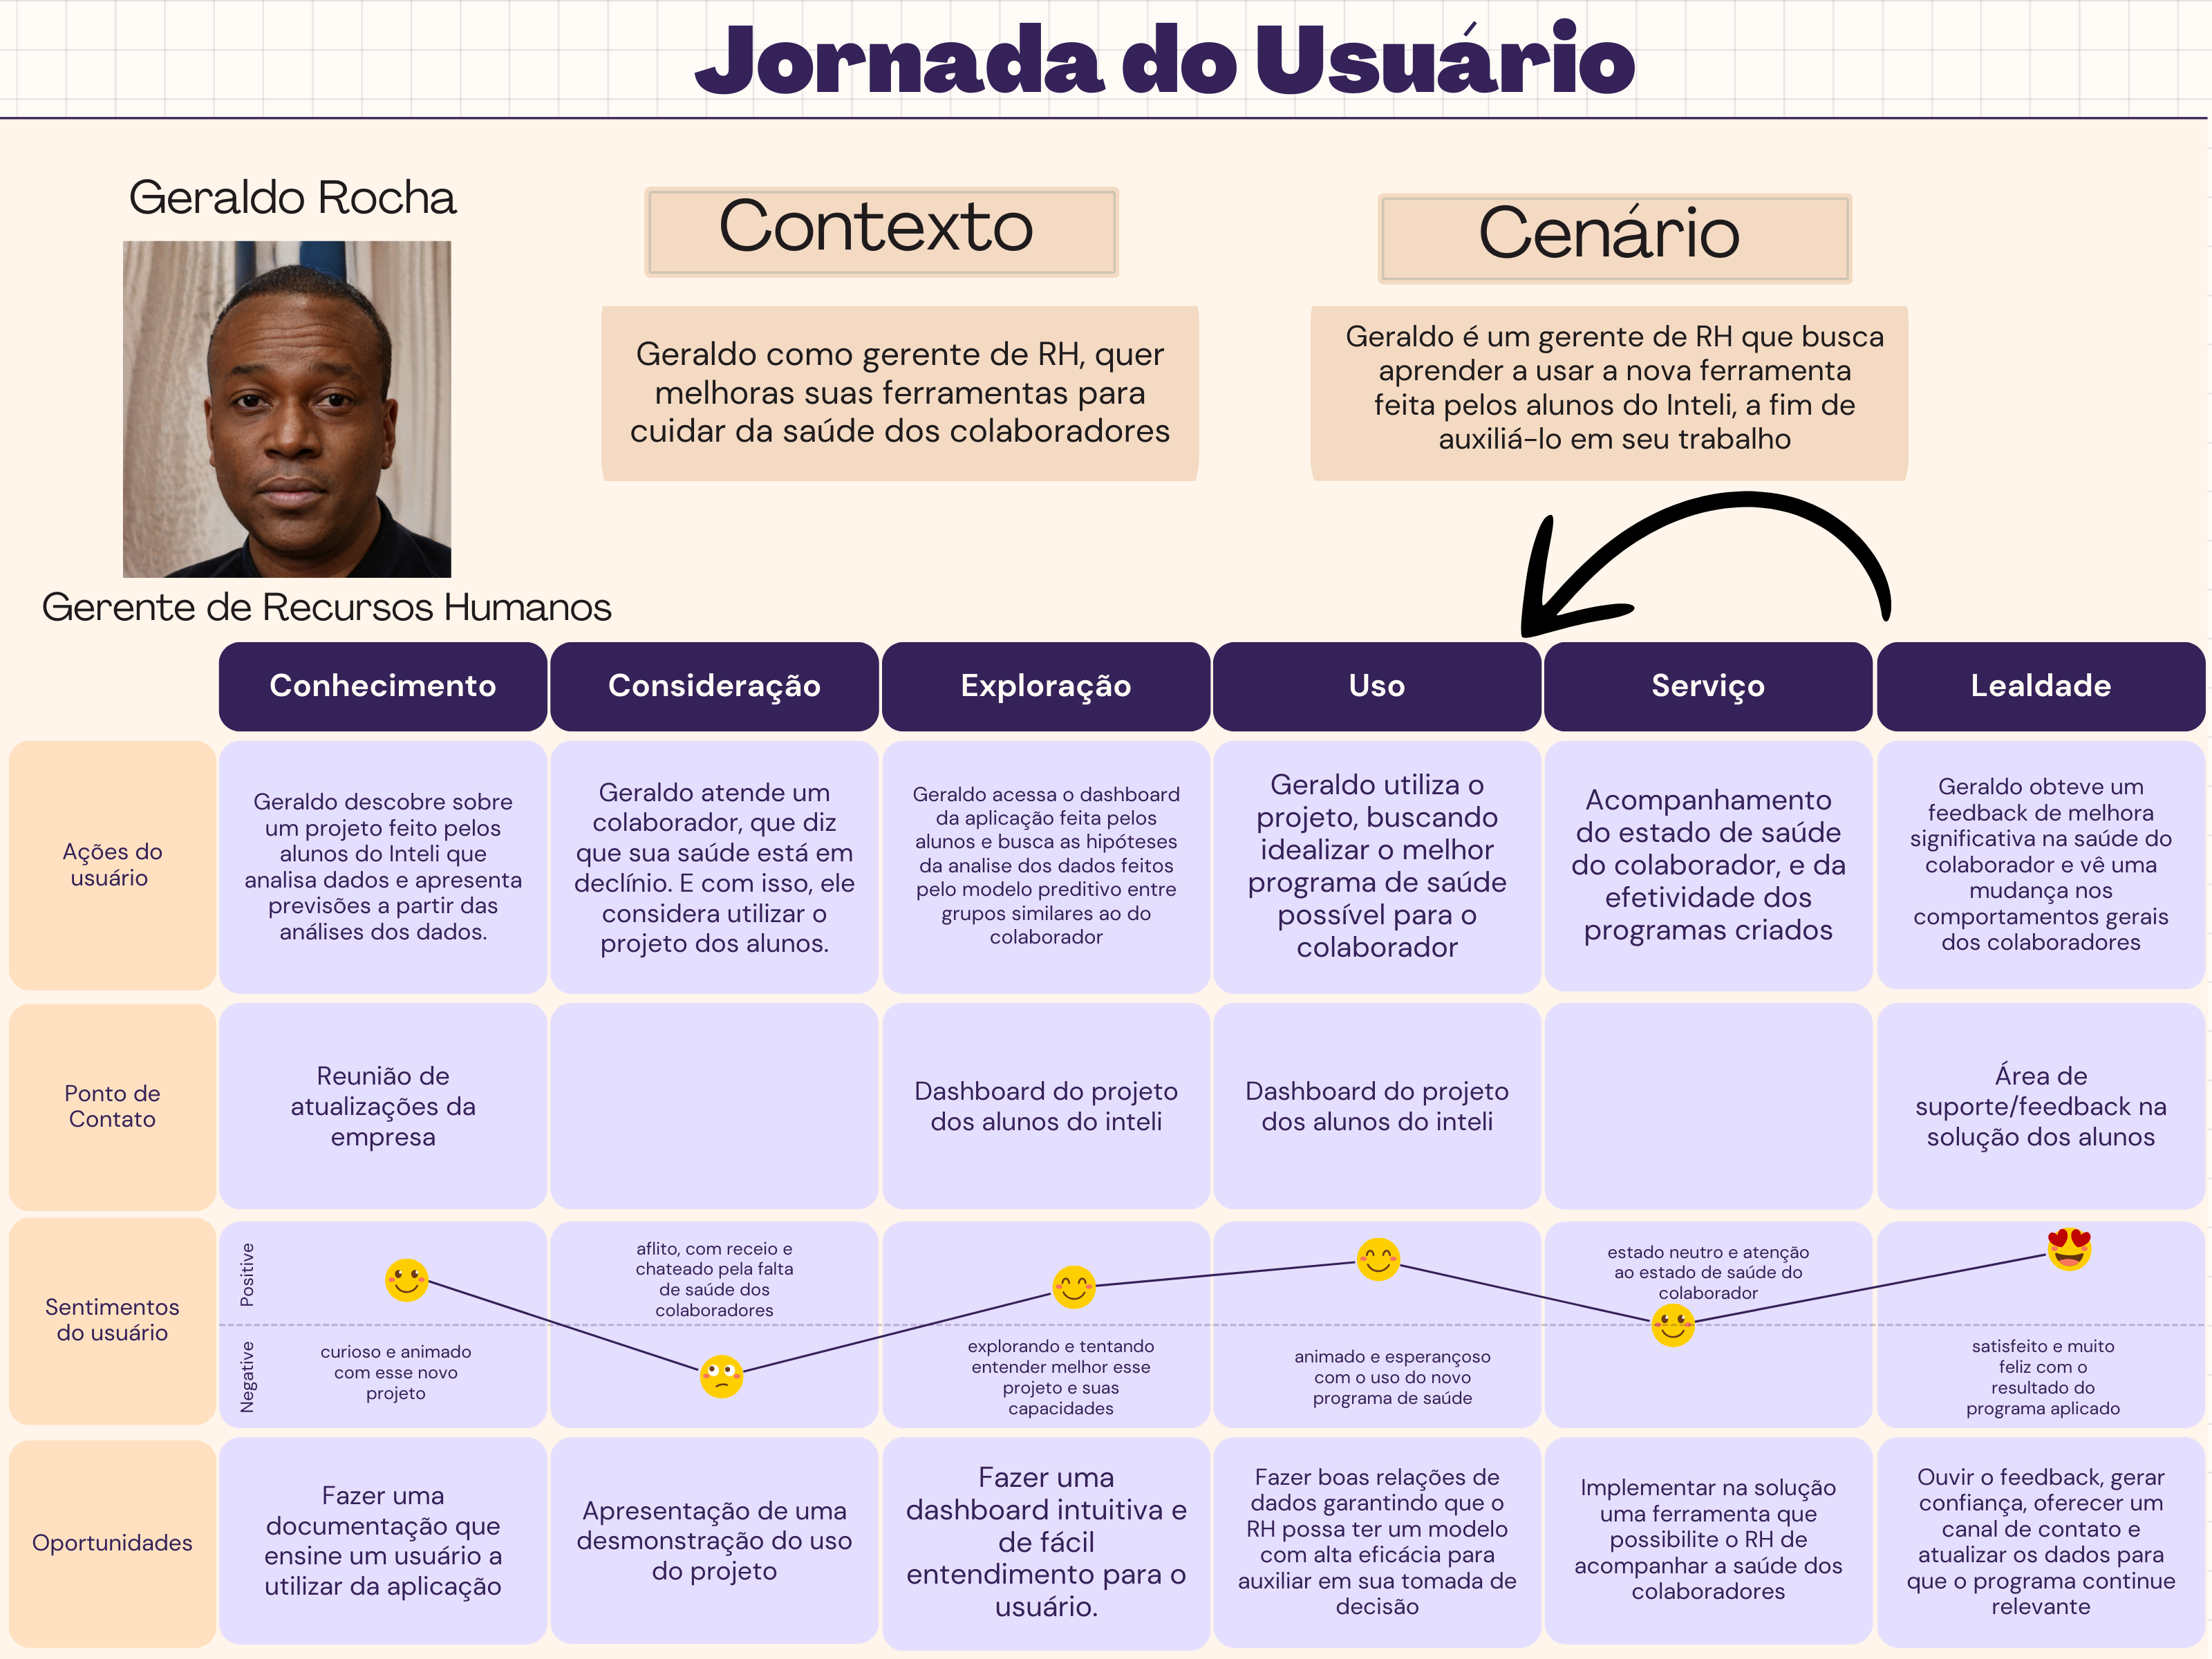 Jornada do Usuário
Geraldo Rocha
Gerente de Recursos Humanos
Contexto
Geraldo como gerente de RH, quer
melhoras suas ferramentas para
cuidar da saúde dos colaboradores
Cenário
Geraldo é um gerente de RH que busca
aprender a usar a nova ferramenta
feita pelos alunos do Inteli, a fim de
auxiliá-lo em seu trabalho
Conhecimento
Consideração
Exploração
Uso
Serviço
Lealdade
Ações do
usuário
Geraldo descobre sobre
um projeto feito pelos
alunos do Inteli que
analisa dados e apresenta
previsões a partir das
análises dos dados.
Geraldo atende um
colaborador, que diz
que sua saúde está em
declínio. E com isso, ele
considera utilizar o
projeto dos alunos.
Geraldo acessa o dashboard
da aplicação feita pelos
alunos e busca as hipóteses
da analise dos dados feitos
pelo modelo preditivo entre
grupos similares ao do
colaborador
Geraldo utiliza o
projeto, buscando
idealizar o melhor
programa de saúde
possível para o
colaborador
Acompanhamento
do estado de saúde
do colaborador, e da
efetividade dos
programas criados
Geraldo obteve um
feedback de melhora
significativa na saúde do
colaborador e vê uma
mudança nos
comportamentos gerais
dos colaboradores
Ponto de
Contato
Reunião de
atualizações da
empresa
Dashboard do projeto
dos alunos do inteli
Dashboard do projeto
dos alunos do inteli
Área de
suporte/feedback na
solução dos alunos
Sentimentos
do usuário
Positive
Negative
curioso e animado
com esse novo
projeto
aflito, com receio e
chateado pela falta
de saúde dos
colaboradores
explorando e tentando
entender melhor esse
projeto e suas
capacidades
animado e esperançoso
com o uso do novo
programa de saúde
estado neutro e atenção
ao estado de saúde do
colaborador
satisfeito e muito
feliz com o
resultado do
programa aplicado
Oportunidades
Fazer uma
documentação que
ensine um usuário a
utilizar da aplicação
Apresentação de uma
desmonstração do uso
do projeto
Fazer uma
dashboard intuitiva e
de fácil
entendimento para o
usuário.
Fazer boas relações de
dados garantindo que o
RH possa ter um modelo
com alta eficácia para
auxiliar em sua tomada de
decisão
Implementar na solução
uma ferramenta que
possibilite o RH de
acompanhar a saúde dos
colaboradores
Ouvir o feedback, gerar
confiança, oferecer um
canal de contato e
atualizar os dados para
que o programa continue
relevante